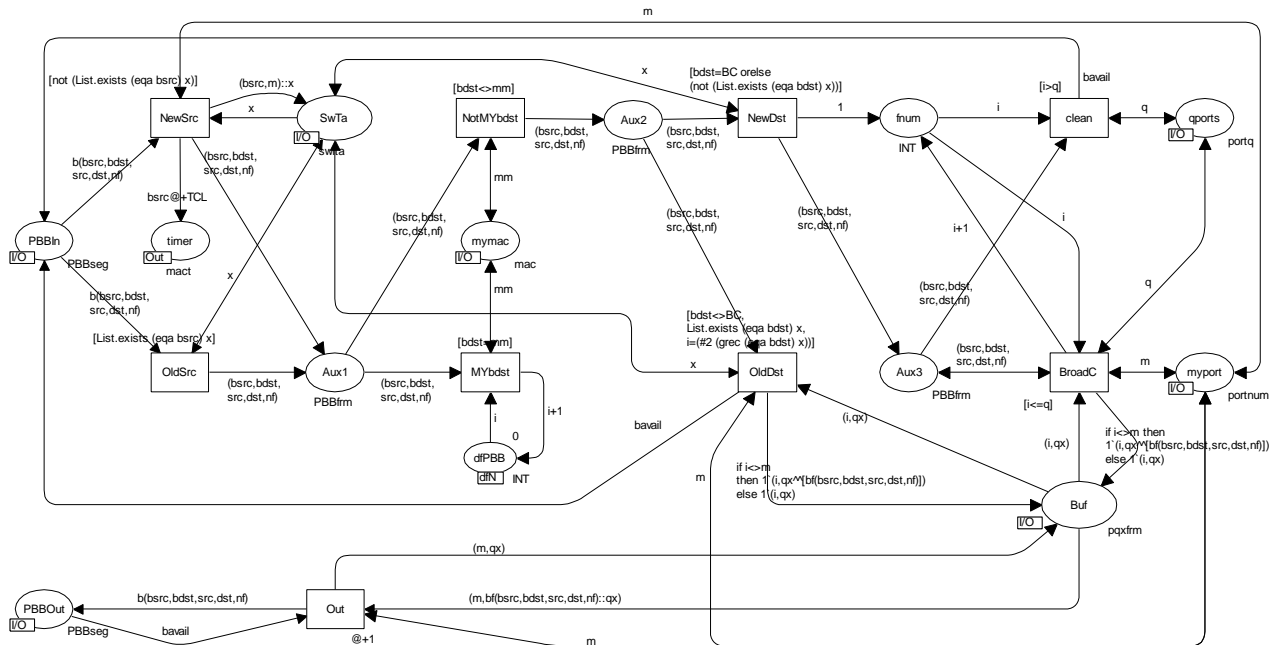 m
[not (List.exists (eqa bsrc) x)]
(bsrc,m)::x
x
NewSrc
SwTa
I/O
swta
[bdst<>mm]
NotMYbdst
(bsrc,bdst,
src,dst,nf)
Aux2
PBBfrm
(bsrc,bdst,
src,dst,nf)
x
[bdst=BC orelse
(not (List.exists (eqa bdst) x))]
NewDst
1
fnum
INT
i
[i>q]
clean
bavail
q
qports
I/O
portq
b(bsrc,bdst,
src,dst,nf)
(bsrc,bdst,
src,dst,nf)
bsrc@+TCL
timer
Out
mact
PBBIn
I/O
PBBseg
b(bsrc,bdst,
src,dst,nf)
x
mm
(bsrc,bdst,
src,dst,nf)
mymac
mac
mm
(bsrc,bdst,
src,dst,nf)
(bsrc,bdst,
src,dst,nf)
i
i+1
q
(bsrc,bdst,
src,dst,nf)
[List.exists (eqa bsrc) x]
OldSrc
(bsrc,bdst,
src,dst,nf)
Aux1
PBBfrm
(bsrc,bdst,
src,dst,nf)
[bdst=mm]
MYbdst
i
i+1
0
dfPBB
dfN
INT
[bdst<>BC,
List.exists (eqa bdst) x,
i=(#2 (grec (eqa bdst) x))]
x
OldDst
Aux3
PBBfrm
(bsrc,bdst,
src,dst,nf)
BroadC
[i<=q]
m
myport
I/O
portnum
bavail
(i,qx)
(i,qx)
if i<>m then
1`(i,qx^^[bf(bsrc,bdst,src,dst,nf)])
else 1`(i,qx)
m
if i<>m
then 1`(i,qx^^[bf(bsrc,bdst,src,dst,nf)])
else 1`(i,qx)
Buf
I/O
pqxfrm
(m,qx)
PBBOut
I/O
PBBseg
b(bsrc,bdst,src,dst,nf)
bavail
Out
@+1
(m,bf(bsrc,bdst,src,dst,nf)::qx)
m